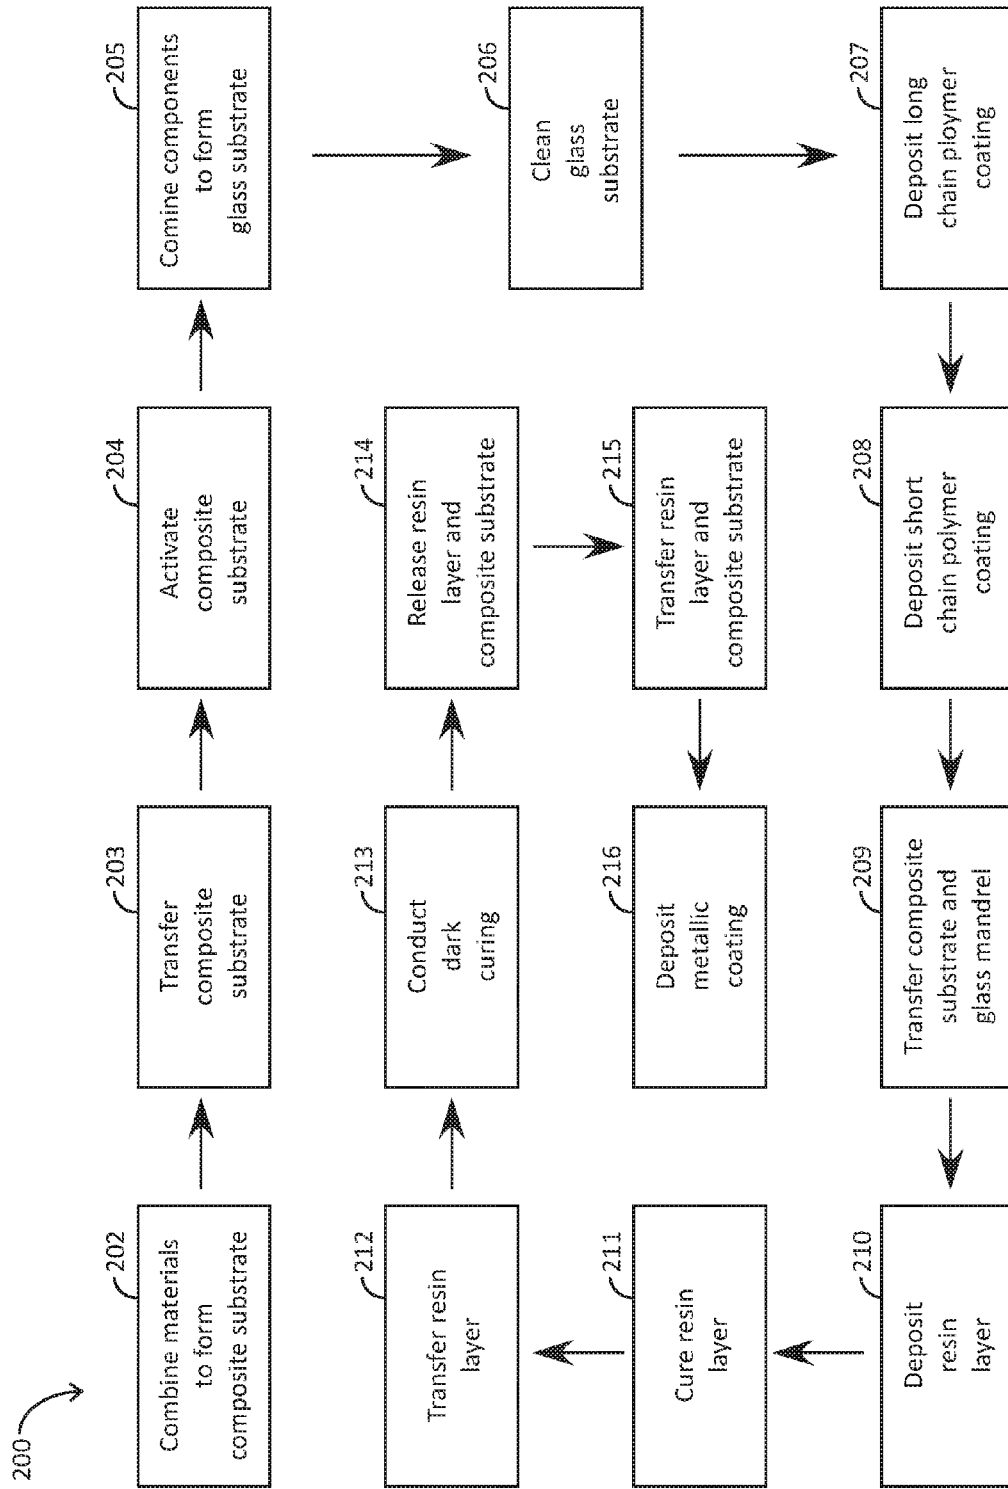 200
202
Combine materials
to form
composite substrate
203
Transfer
composite
substrate
204
Activate
composite
substrate
205
Comine components
to form
glass substrate
206
Clean
glass
substrate
207
Deposit long
chain ploymer
coating
208
Deposit short
chain polymer
coating
209
Transfer composite
substrate and
glass mandrel
210
Deposit
resin
layer
211
Cure resin
layer
212
Transfer resin
layer
213
Conduct
dark
curing
214
Release resin
layer and
composite substrate
215
Transfer resin
layer and
composite substrate
216
Deposit
metallic
coating